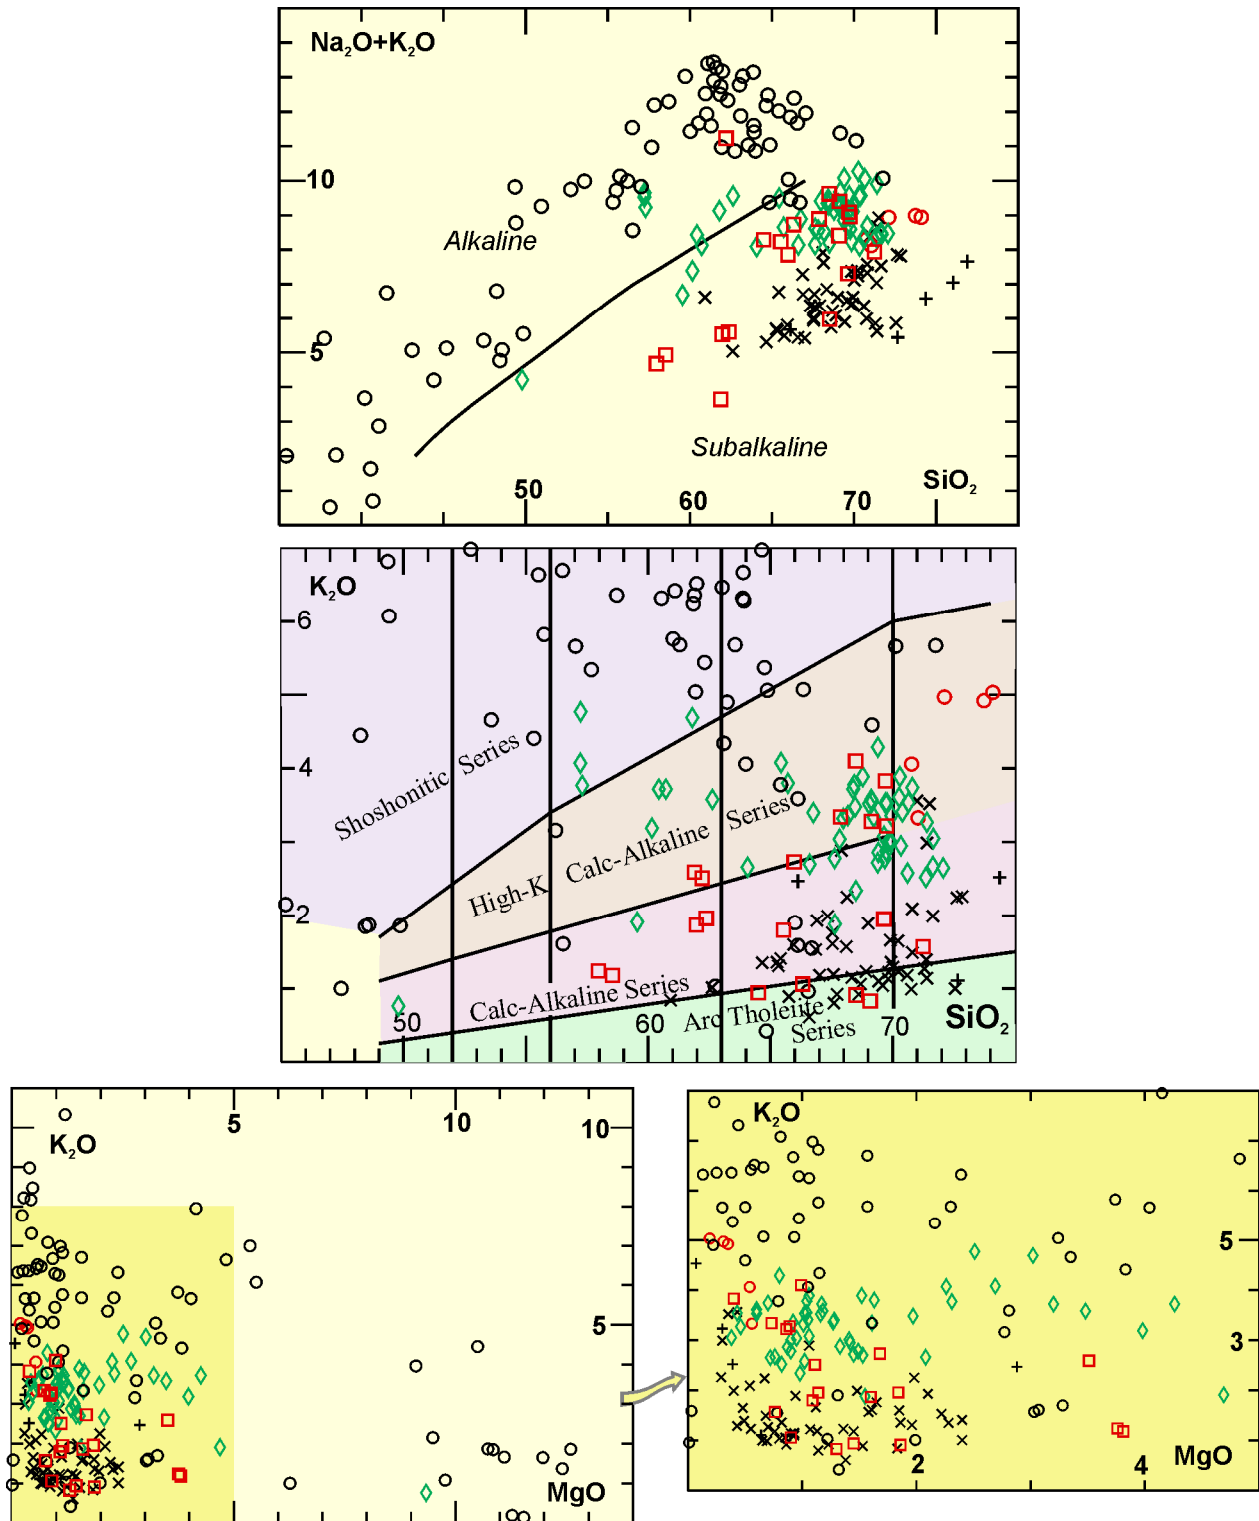 Na₂O+K₂O
10
Alkaline
5
Subalkaline
50
60
70
SiO₂
K₂O
6
4
2
Shoshonitic Series
High-K Calc-Alkaline Series
Calc-Alkaline Series
Arc Tholeiite
Series
50
60
70
SiO₂
K₂O
5
10
10
5
MgO
K₂O
5
3
2
4
MgO